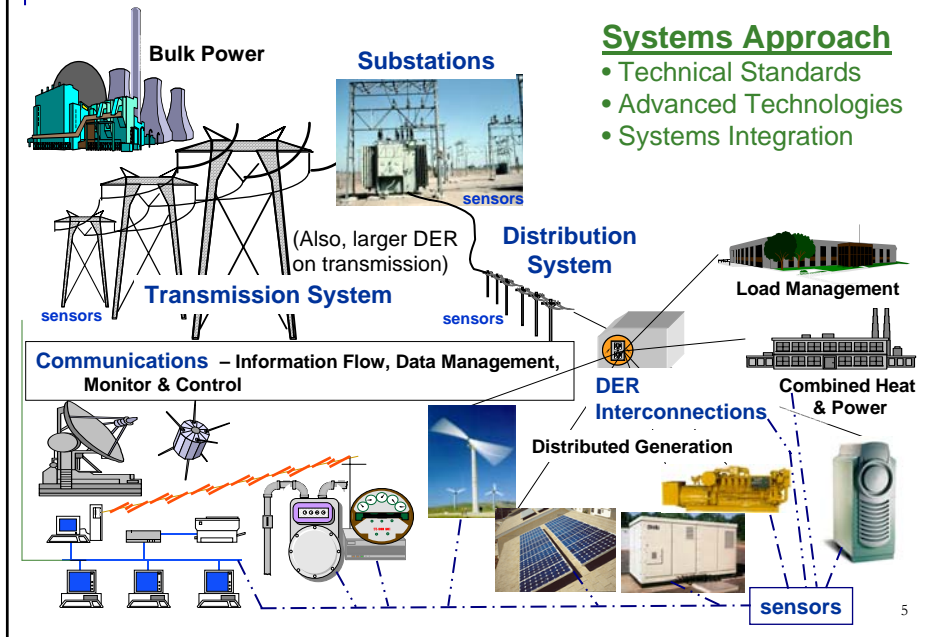 Bulk Power
Substations
Systems Approach
• Technical Standards
• Advanced Technologies
• Systems Integration
sensors
(Also, larger DER
on transmission)
Distribution
System
Transmission System
sensors
sensors
Load Management
Communications – Information Flow, Data Management,
Monitor & Control
DER
Interconnections
Combined Heat
& Power
Distributed Generation
sensors
5